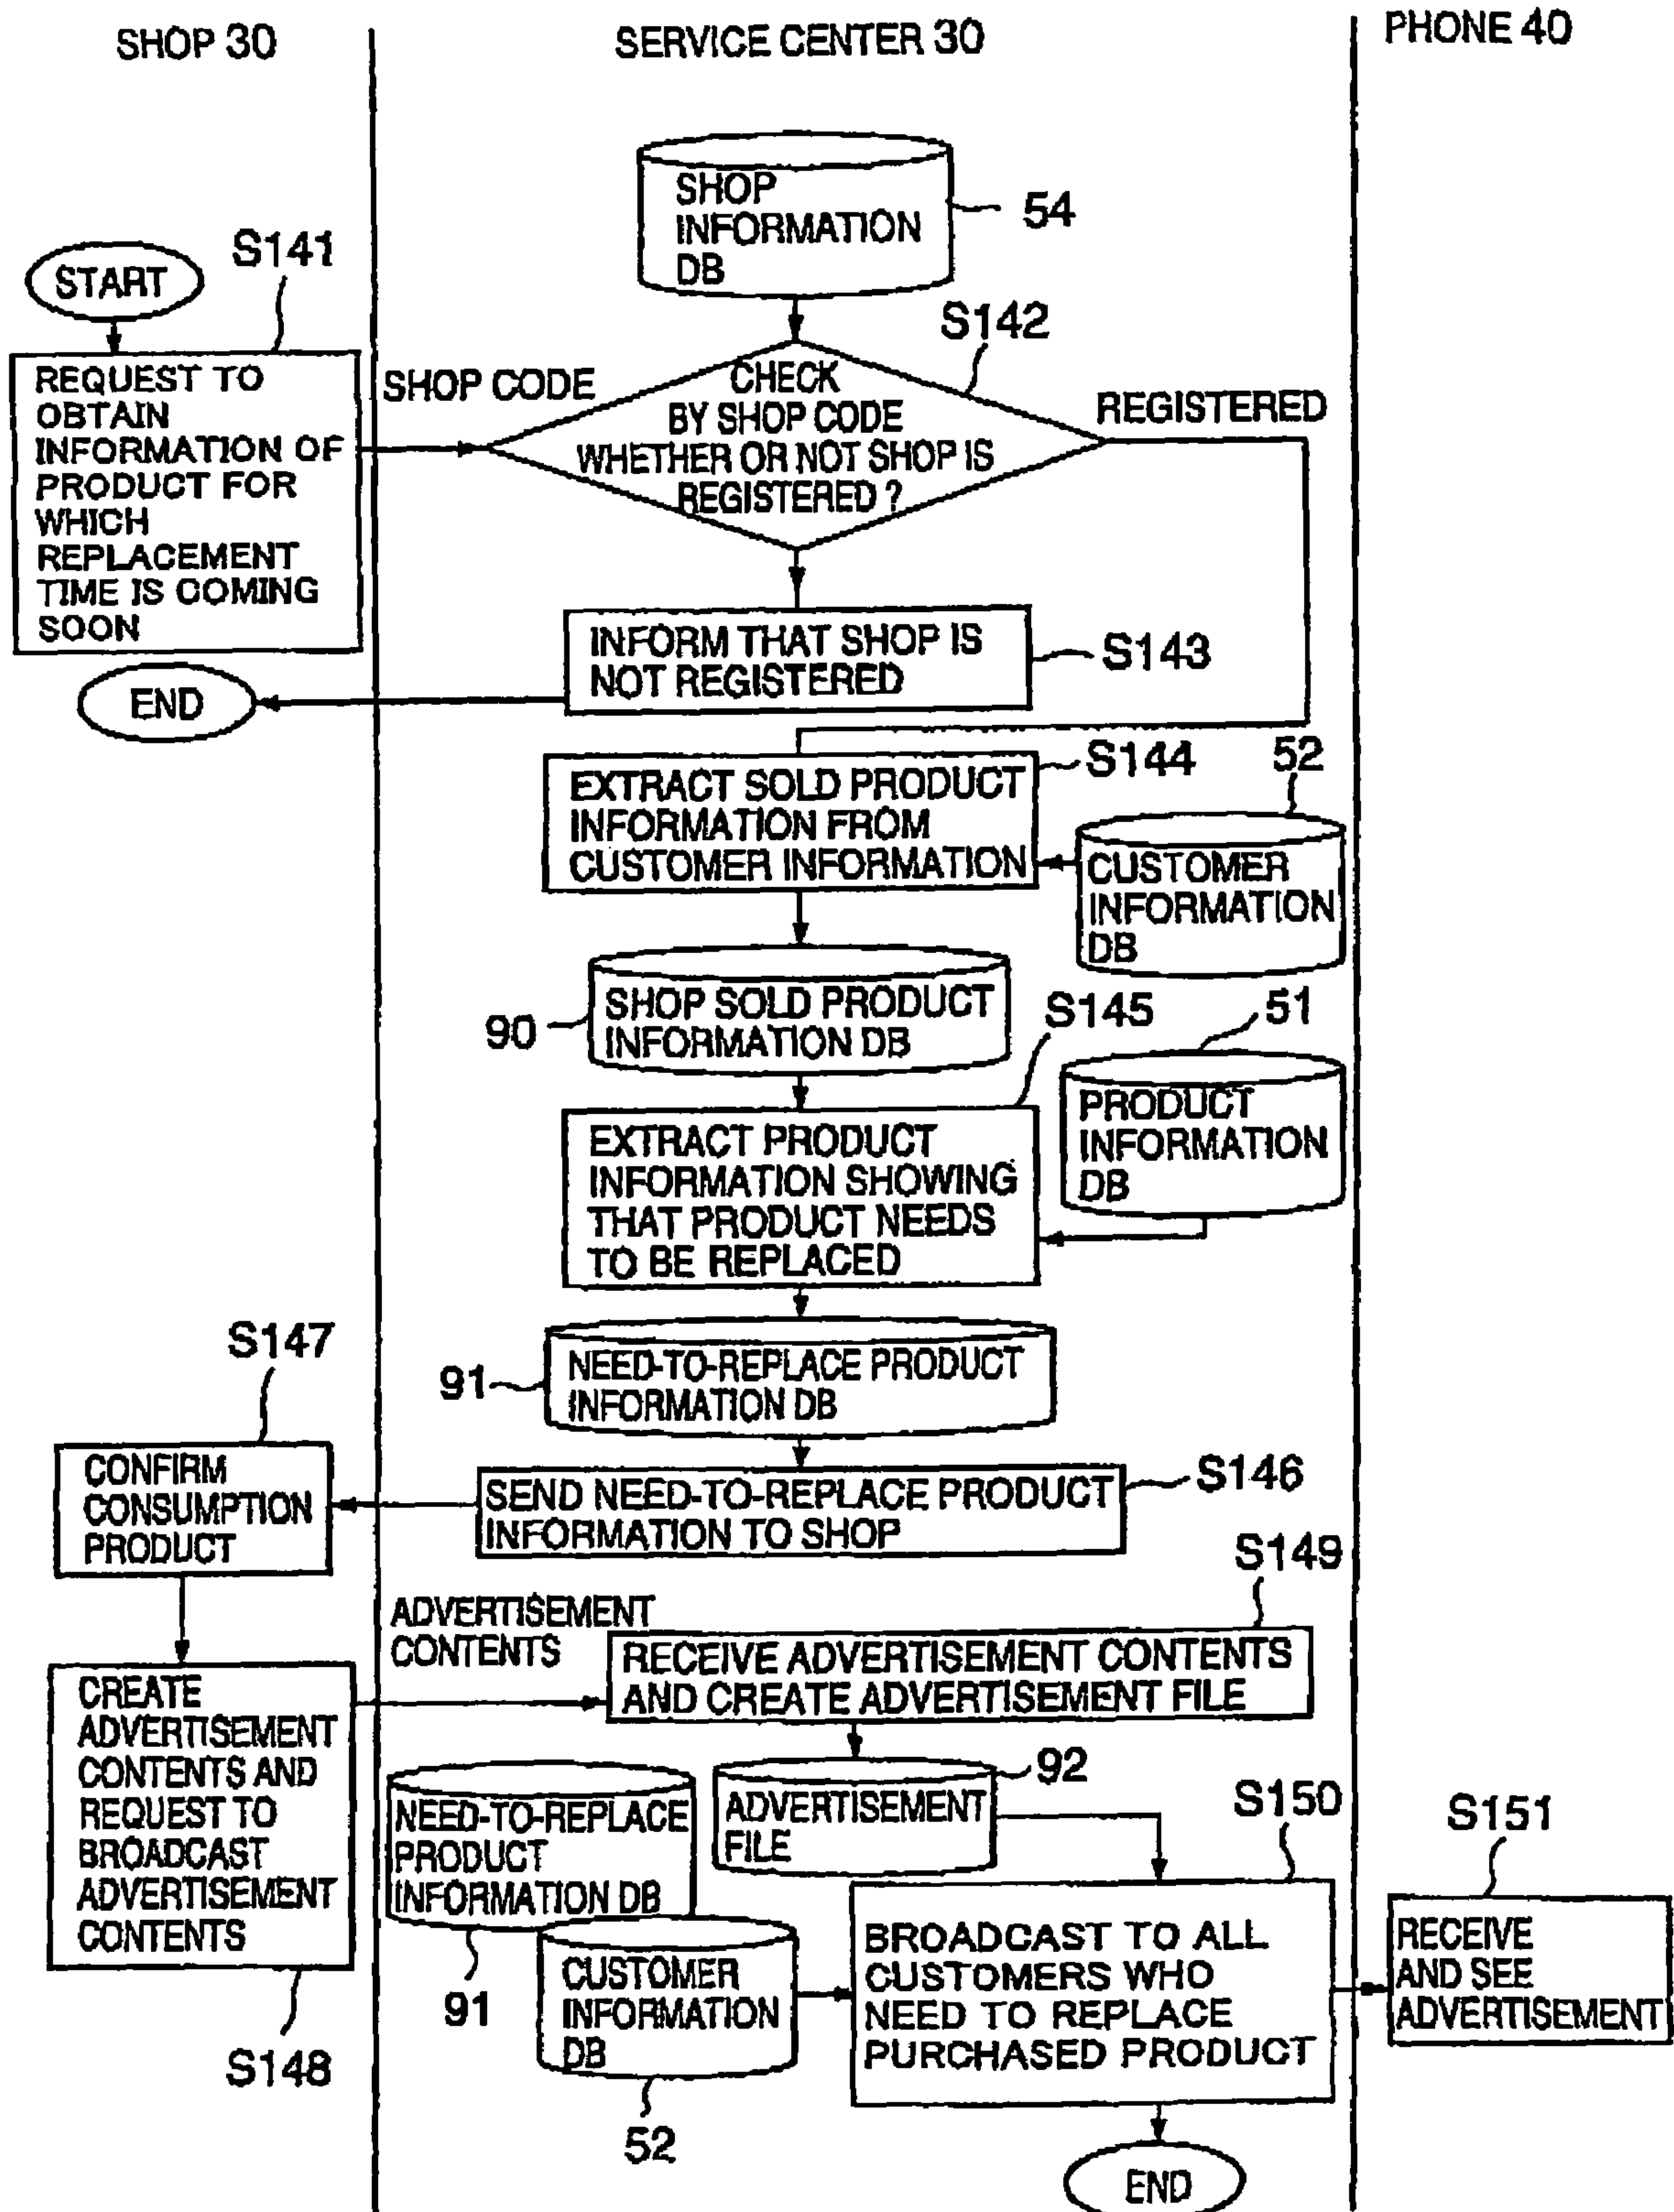 SHOP 30
SERVICE CENTER 30
PHONE 40
SHOP
INFORMATION
DB
54
START
S141
S142
REQUEST TO
OBTAIN
INFORMATION OF
PRODUCT FOR
WHICH
REPLACEMENT
TIME IS COMING
SOON
SHOP CODE
CHECK
BY SHOP CODE
WHETHER OR NOT SHOP IS
REGISTERED ?
REGISTERED
INFORM THAT SHOP IS
NOT REGISTERED
S143
END
EXTRACT SOLD PRODUCT
INFORMATION FROM
CUSTOMER INFORMATION
S144
52
CUSTOMER
INFORMATION
DB
90
SHOP SOLD PRODUCT
INFORMATION DB
S145
51
PRODUCT
INFORMATION
DB
EXTRACT PRODUCT
INFORMATION SHOWING
THAT PRODUCT NEEDS
TO BE REPLACED
91
NEED-TO-REPLACE PRODUCT
INFORMATION DB
S147
CONFIRM
CONSUMPTION
PRODUCT
SEND NEED-TO-REPLACE PRODUCT
INFORMATION TO SHOP
S146
S149
ADVERTISEMENT
CONTENTS
RECEIVE ADVERTISEMENT CONTENTS
AND CREATE ADVERTISEMENT FILE
CREATE
ADVERTISEMENT
CONTENTS AND
REQUEST TO
BROADCAST
ADVERTISEMENT
CONTENTS
S148
NEED-TO-REPLACE
PRODUCT
INFORMATION DB
91
ADVERTISEMENT
FILE
92
CUSTOMER
INFORMATION
DB
52
S150
BROADCAST TO ALL
CUSTOMERS WHO
NEED TO REPLACE
PURCHASED PRODUCT
S151
RECEIVE
AND SEE
ADVERTISEMENT
END